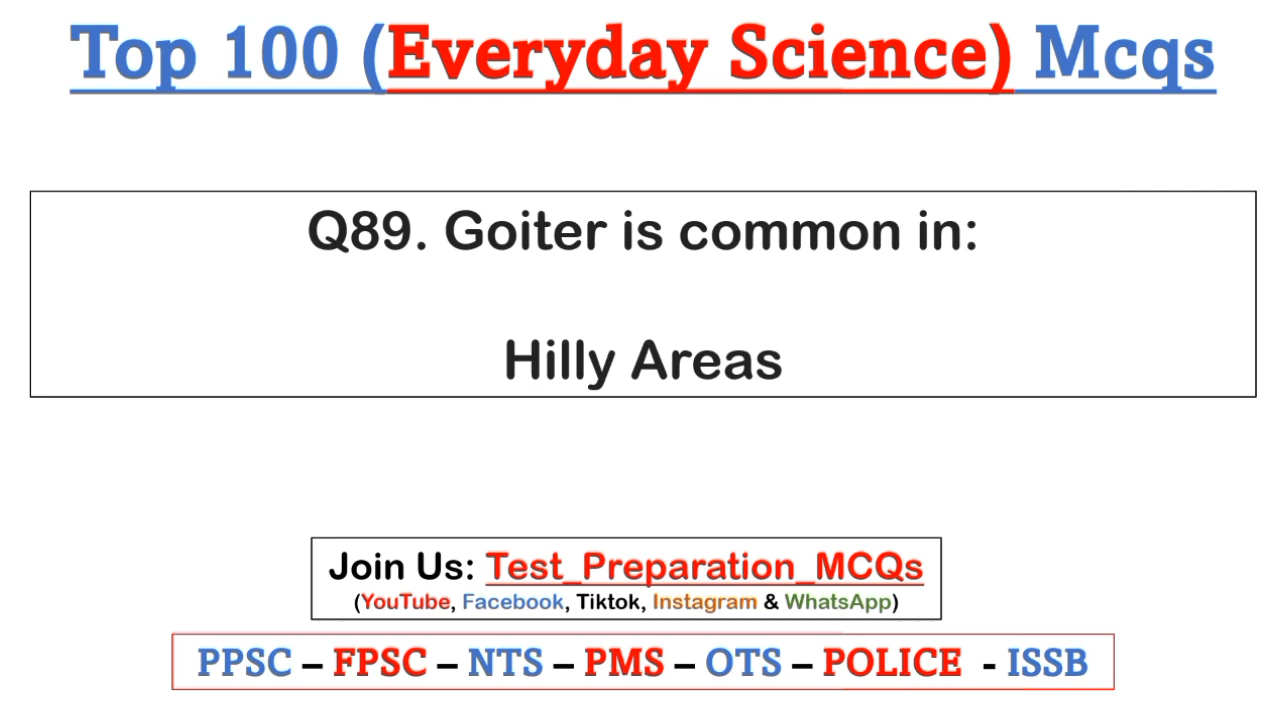 Top 100 (Everyday Science) Mcqs
Q89. Goiter is common in:
Hilly Areas
Join Us: Test_Preparation_MCQs
(YouTube, Facebook, Tiktok, Instagram & WhatsApp)
PPSC – FPSC – NTS – PMS – OTS – POLICE - ISSB